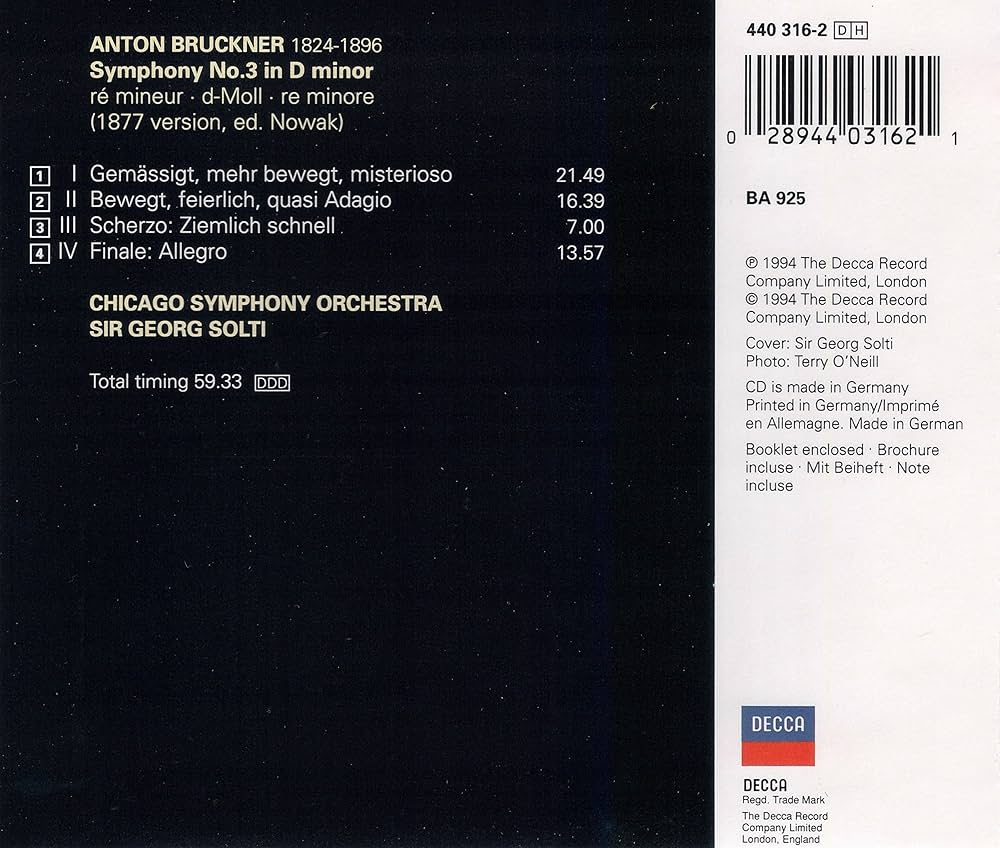 ANTON BRUCKNER 1824-1896
Symphony No.3 in D minor
ré mineur · d-Moll · re minore
(1877 version, ed. Nowak)
1 I Gemässigt, mehr bewegt, misterioso 21.49
2 II Bewegt, feierlich, quasi Adagio 16.39
3 III Scherzo: Ziemlich schnell 7.00
4 IV Finale: Allegro 13.57
CHICAGO SYMPHONY ORCHESTRA
SIR GEORG SOLTI
Total timing 59.33 DDD
440 316-2 DH
0 28944 03162 1
BA 925
℗ 1994 The Decca Record
Company Limited, London
© 1994 The Decca Record
Company Limited, London
Cover: Sir Georg Solti
Photo: Terry O'Neill
CD is made in Germany
Printed in Germany/Imprimé
en Allemagne. Made in German
Booklet enclosed · Brochure
incluse · Mit Beiheft · Note
incluse
DECCA
DECCA
Regd. Trade Mark
The Decca Record
Company Limited
London, England